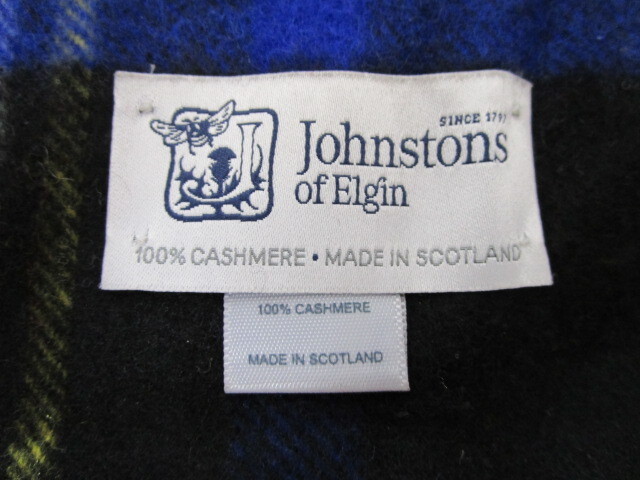 SINCE 1797
Johnstons
of Elgin
100% CASHMERE • MADE IN SCOTLAND
100% CASHMERE
MADE IN SCOTLAND